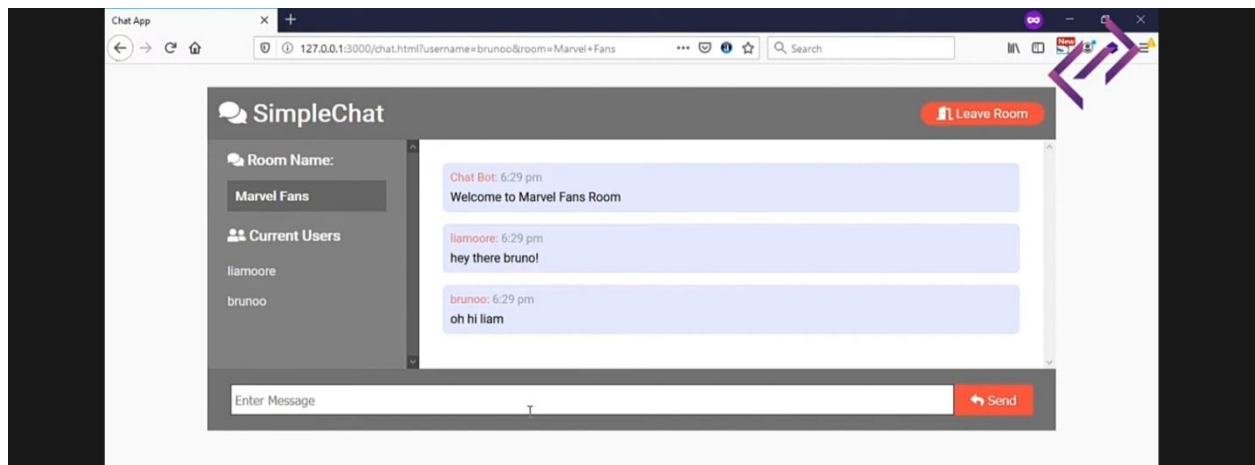 Chat App
127.0.0.1:3000/chat.html?username=brunoo&room=Marvel+Fans
Search
New
SimpleChat
Leave Room
Room Name:
Marvel Fans
Current Users
liamoore
brunoo
Chat Bot: 6:29 pm
Welcome to Marvel Fans Room
liamoore: 6:29 pm
hey there bruno!
brunoo: 6:29 pm
oh hi liam
Enter Message
Send